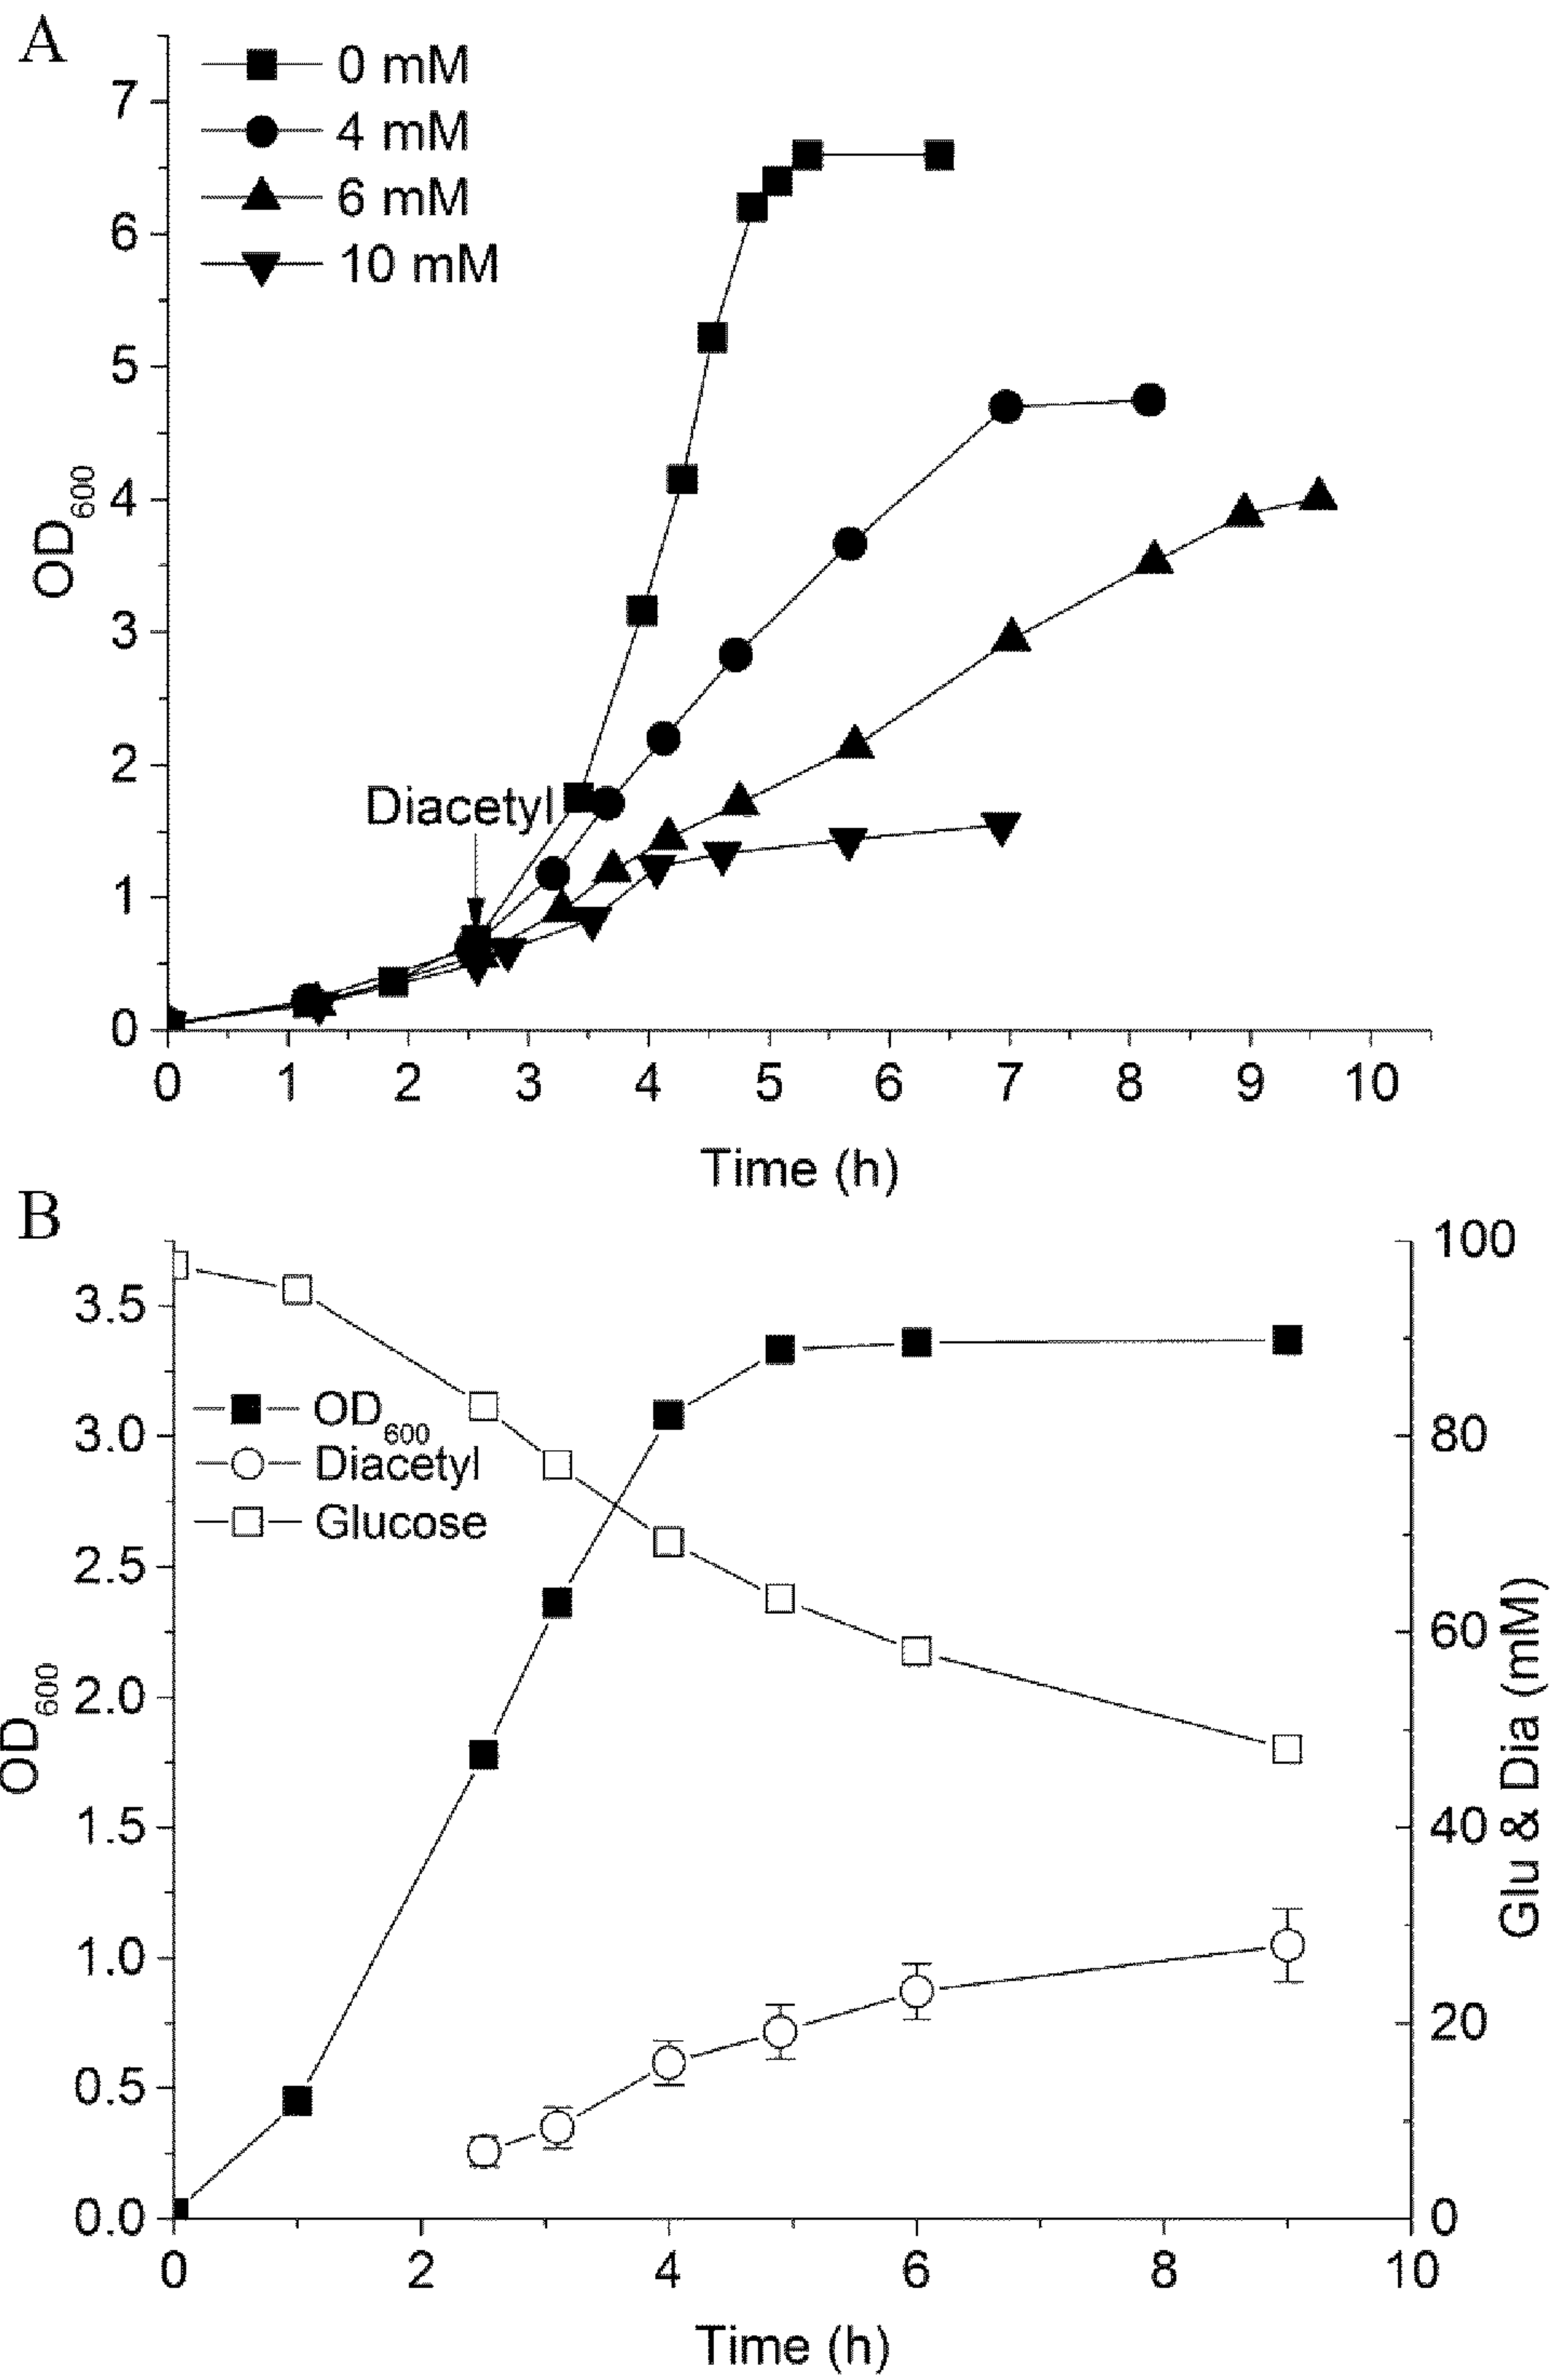 A
0 mM
4 mM
6 mM
10 mM
7
6
5
4
3
2
1
0
OD600
Diacetyl
0 1 2 3 4 5 6 7 8 9 10
Time (h)
B
3.5
3.0
2.5
2.0
1.5
1.0
0.5
0.0
OD600
OD600
Diacetyl
Glucose
100
80
60
40
20
0
Glu & Dia (mM)
0 2 4 6 8 10
Time (h)